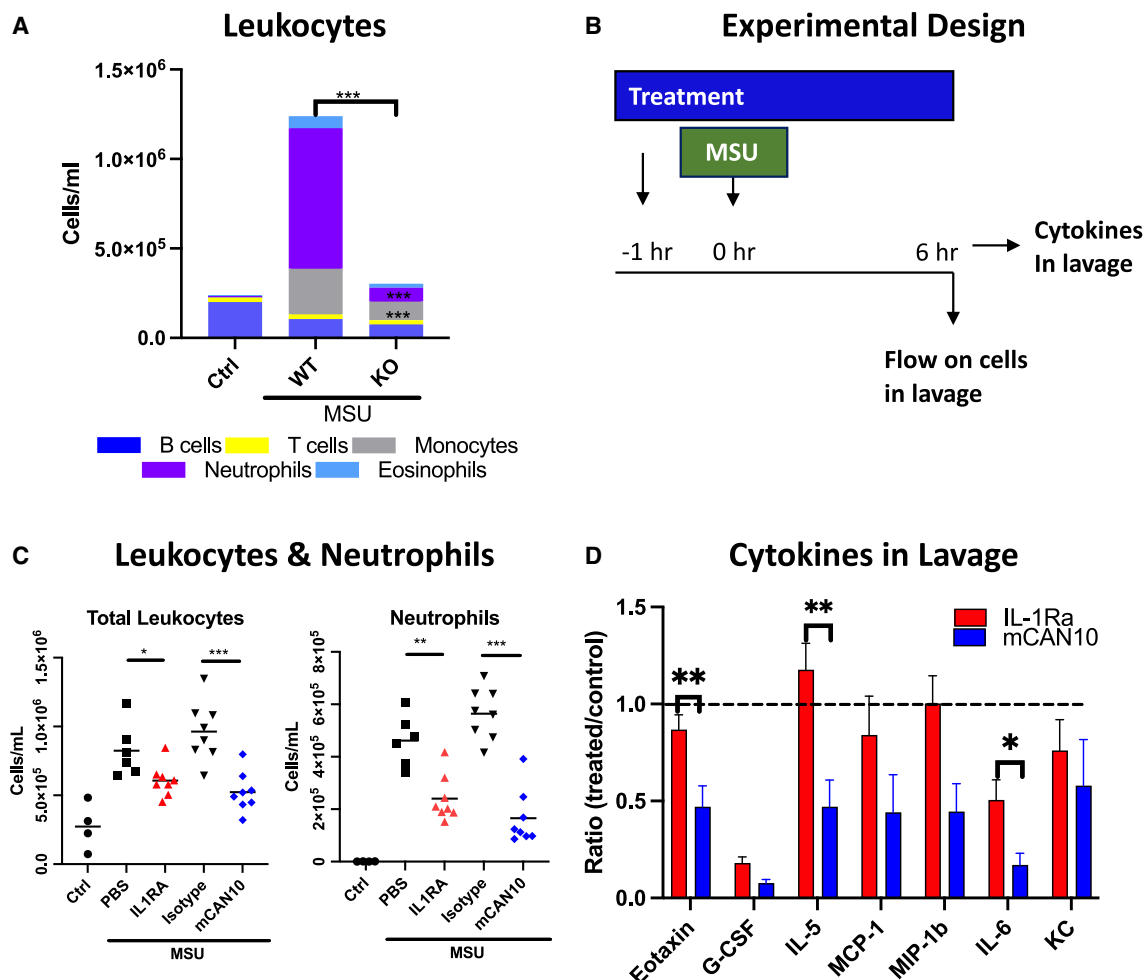 A
Leukocytes
1.5×10⁶
1.0×10⁶
5.0×10⁵
0.0
Cells/ml
***
***
***
Ctrl
WT
KO
MSU
B cells
T cells
Monocytes
Neutrophils
Eosinophils
B
Experimental Design
Treatment
MSU
-1 hr
0 hr
6 hr
Cytokines
In lavage
Flow on cells
in lavage
C
Leukocytes & Neutrophils
Total Leukocytes
1.5×10⁶
1.0×10⁶
5.0×10⁵
0.0
Cells/mL
*
***
Ctrl
PBS
IL1RA
Isotype
mCAN10
MSU
Neutrophils
8×10⁵
6×10⁵
4×10⁵
2×10⁵
0
Cells/mL
**
***
Ctrl
PBS
IL1RA
Isotype
mCAN10
MSU
D
Cytokines in Lavage
1.5
1.0
0.5
0.0
Ratio (treated/control)
IL-1Ra
mCAN10
**
**
*
Eotaxin
G-CSF
IL-5
MCP-1
MIP-1b
IL-6
KC